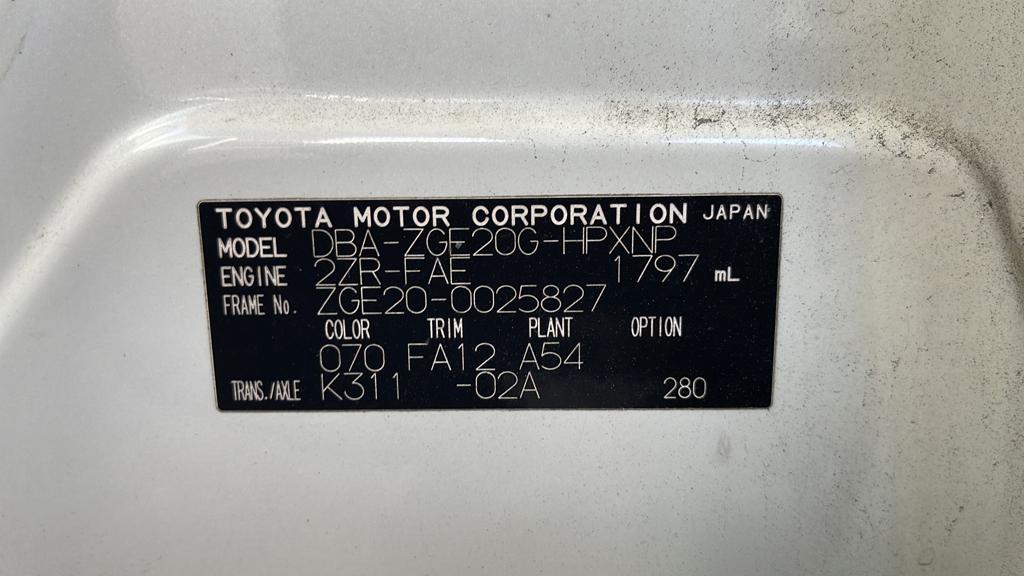 TOYOTA MOTOR CORPORATION JAPAN
MODEL DBA-ZGE20G-HPXNP
ENGINE 2ZR-FAE 1797 mL
FRAME No. ZGE20-0025827
COLOR TRIM PLANT OPTION
070 FA12 A54
TRANS./AXLE K311 -02A 280